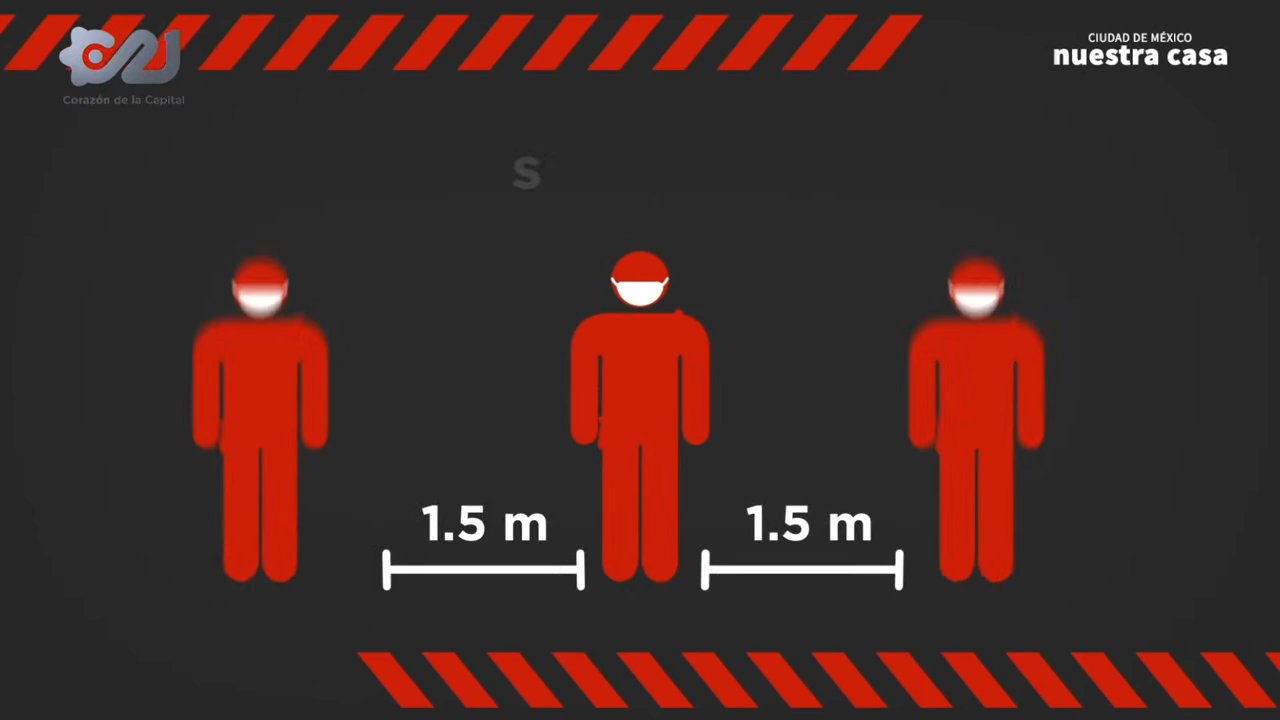 Corazón de la Capital
CIUDAD DE MÉXICO
nuestra casa
S
1.5 m
1.5 m